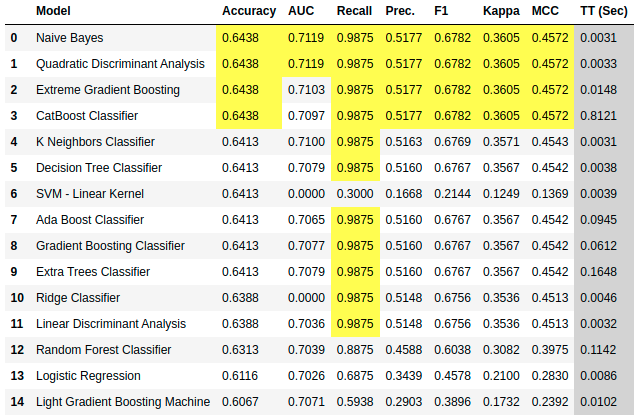 Model Accuracy AUC Recall Prec. F1 Kappa MCC TT (Sec)
0 Naive Bayes 0.6438 0.7119 0.9875 0.5177 0.6782 0.3605 0.4572 0.0031
1 Quadratic Discriminant Analysis 0.6438 0.7119 0.9875 0.5177 0.6782 0.3605 0.4572 0.0033
2 Extreme Gradient Boosting 0.6438 0.7103 0.9875 0.5177 0.6782 0.3605 0.4572 0.0148
3 CatBoost Classifier 0.6438 0.7097 0.9875 0.5177 0.6782 0.3605 0.4572 0.8121
4 K Neighbors Classifier 0.6413 0.7100 0.9875 0.5163 0.6769 0.3571 0.4543 0.0031
5 Decision Tree Classifier 0.6413 0.7079 0.9875 0.5160 0.6767 0.3567 0.4542 0.0038
6 SVM - Linear Kernel 0.6413 0.0000 0.3000 0.1668 0.2144 0.1249 0.1369 0.0039
7 Ada Boost Classifier 0.6413 0.7065 0.9875 0.5160 0.6767 0.3567 0.4542 0.0945
8 Gradient Boosting Classifier 0.6413 0.7077 0.9875 0.5160 0.6767 0.3567 0.4542 0.0612
9 Extra Trees Classifier 0.6413 0.7079 0.9875 0.5160 0.6767 0.3567 0.4542 0.1648
10 Ridge Classifier 0.6388 0.0000 0.9875 0.5148 0.6756 0.3536 0.4513 0.0046
11 Linear Discriminant Analysis 0.6388 0.7036 0.9875 0.5148 0.6756 0.3536 0.4513 0.0032
12 Random Forest Classifier 0.6313 0.7039 0.8875 0.4588 0.6038 0.3082 0.3975 0.1142
13 Logistic Regression 0.6116 0.7026 0.6875 0.3439 0.4578 0.2100 0.2830 0.0086
14 Light Gradient Boosting Machine 0.6067 0.7071 0.5938 0.2903 0.3896 0.1732 0.2392 0.0102